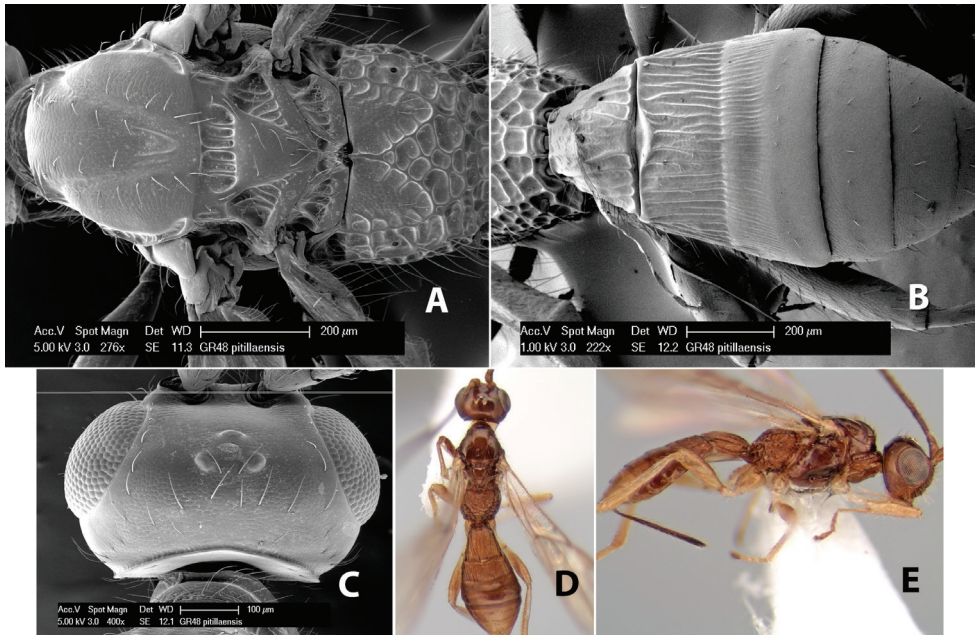 A
Acc.V Spot Magn Det WD 200 μm
5.00 kV 3.0 276x SE 11.3 GR48 pitillaensis
B
Acc.V Spot Magn Det WD 200 μm
1.00 kV 3.0 222x SE 12.2 GR48 pitillaensis
C
Acc.V Spot Magn Det WD 100 μm
5.00 kV 3.0 400x SE 12.1 GR48 pitillaensis
D
E